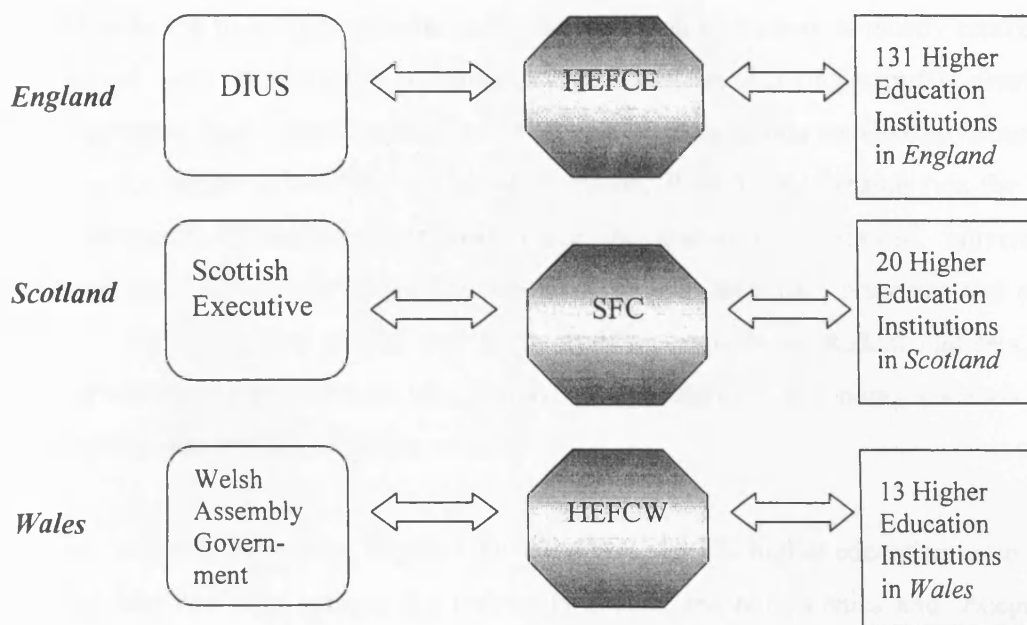 England
DIUS
HEFCE
131 Higher
Education
Institutions
in England
Scotland
Scottish
Executive
SFC
20 Higher
Education
Institutions
in Scotland
Wales
Welsh
Assembly
Govern-
ment
HEFCW
13 Higher
Education
Institutions
in Wales